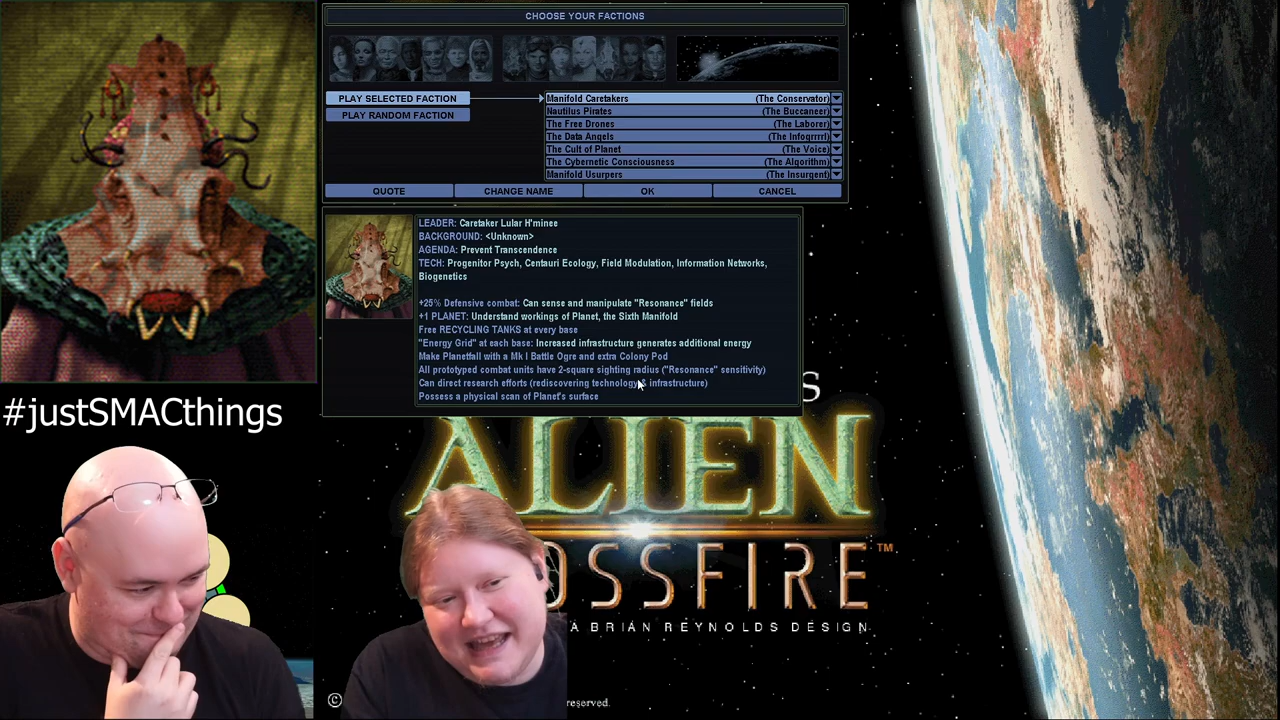 CHOOSE YOUR FACTIONS
PLAY SELECTED FACTION
PLAY RANDOM FACTION
Manifold Caretakers (The Conservator)
Nautilus Pirates (The Buccaneer)
The Free Drones (The Laborer)
The Data Angels (The Infoqrrrrl)
The Cult of Planet (The Voice)
The Cybernetic Consciousness (The Algorithm)
Manifold Usurpers (The Insurgent)
QUOTE CHANGE NAME OK CANCEL
LEADER: Caretaker Lular H'minee
BACKGROUND: <Unknown>
AGENDA: Prevent Transcendence
TECH: Progenitor Psych, Centauri Ecology, Field Modulation, Information Networks,
Biogenetics
+25% Defensive combat: Can sense and manipulate "Resonance" fields
+1 PLANET: Understand workings of Planet, the Sixth Manifold
Free RECYCLING TANKS at every base
"Energy Grid" at each base: Increased infrastructure generates additional energy
Make Planetfall with a Mk I Battle Ogre and extra Colony Pod
All prototyped combat units have 2-square sighting radius ("Resonance" sensitivity)
Can direct research efforts (rediscovering technology & infrastructure)
Possess a physical scan of Planet's surface
S
#justSMACthings
ALIEN
OSSFIRE™
A BRIAN REYNOLDS DESIGN
©
reserved.